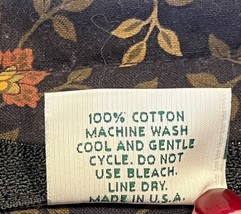 100% COTTON
MACHINE WASH
COOL AND GENTLE
CYCLE. DO NOT
USE BLEACH.
LINE DRY.
MADE IN U.S.A.